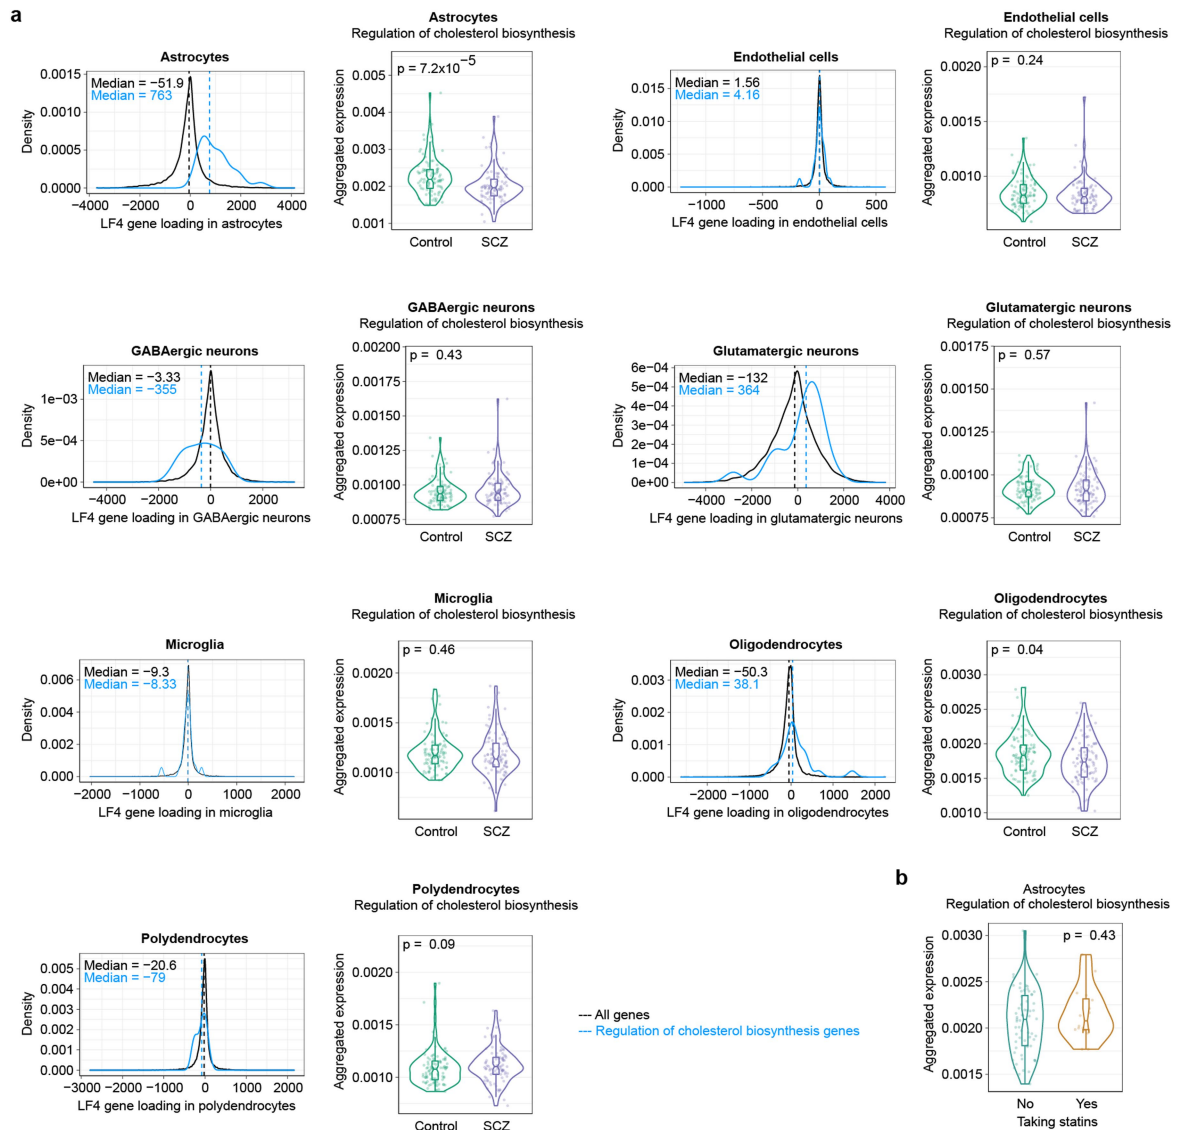 a
Astrocytes
Median = −51.9
Median = 763
0.0015
0.0010
0.0005
0.0000
Density
−4000 −2000 0 2000 4000
LF4 gene loading in astrocytes
Astrocytes
Regulation of cholesterol biosynthesis
p = 7.2x10−5
0.005
0.004
0.003
0.002
0.001
Aggregated expression
Control SCZ
Endothelial cells
Median = 1.56
Median = 4.16
0.015
0.010
0.005
0.000
Density
−1000 −500 0 500
LF4 gene loading in endothelial cells
Endothelial cells
Regulation of cholesterol biosynthesis
p = 0.24
0.0020
0.0015
0.0010
Aggregated expression
Control SCZ
GABAergic neurons
Median = −3.33
Median = −355
1e−03
5e−04
0e+00
Density
−4000 −2000 0 2000
LF4 gene loading in GABAergic neurons
GABAergic neurons
Regulation of cholesterol biosynthesis
p = 0.43
0.00200
0.00175
0.00150
0.00125
0.00100
0.00075
Aggregated expression
Control SCZ
Glutamatergic neurons
Median = −132
Median = 364
6e−04
5e−04
4e−04
3e−04
2e−04
1e−04
0e+00
Density
−4000 −2000 0 2000 4000
LF4 gene loading in glutamatergic neurons
Glutamatergic neurons
Regulation of cholesterol biosynthesis
p = 0.57
0.00175
0.00150
0.00125
0.00100
0.00075
Aggregated expression
Control SCZ
Microglia
Median = −9.3
Median = −8.33
0.006
0.004
0.002
0.000
Density
−2000 −1000 0 1000 2000
LF4 gene loading in microglia
Microglia
Regulation of cholesterol biosynthesis
p = 0.46
0.0020
0.0015
0.0010
Aggregated expression
Control SCZ
Oligodendrocytes
Median = −50.3
Median = 38.1
0.003
0.002
0.001
0.000
Density
−2000 −1000 0 1000 2000
LF4 gene loading in oligodendrocytes
Oligodendrocytes
Regulation of cholesterol biosynthesis
p = 0.04
0.0030
0.0025
0.0020
0.0015
0.0010
Aggregated expression
Control SCZ
Polydendrocytes
Median = −20.6
Median = −79
0.005
0.004
0.003
0.002
0.001
0.000
Density
−3000 −2000 −1000 0 1000 2000
LF4 gene loading in polydendrocytes
Polydendrocytes
Regulation of cholesterol biosynthesis
p = 0.09
0.0020
0.0015
0.0010
Aggregated expression
Control SCZ
--- All genes
--- Regulation of cholesterol biosynthesis genes
b
Astrocytes
Regulation of cholesterol biosynthesis
p = 0.43
0.0030
0.0025
0.0020
0.0015
Aggregated expression
No Yes
Taking statins